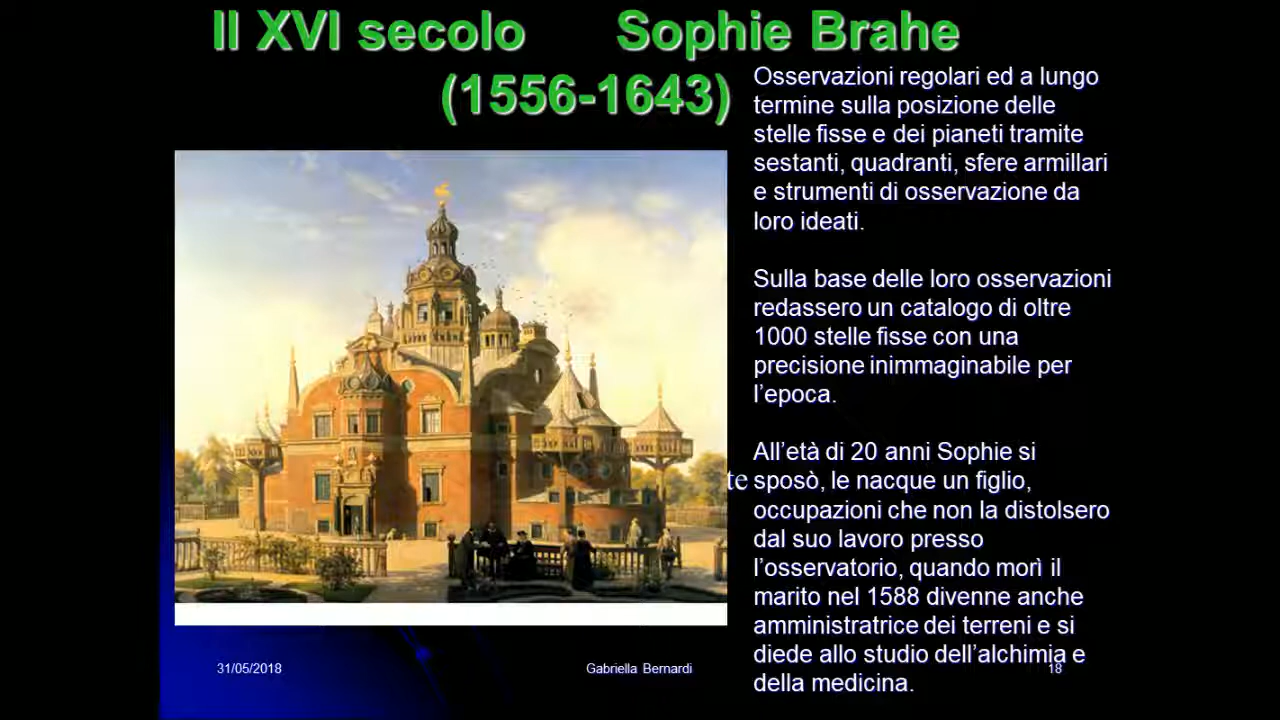 Il XVI secolo Sophie Brahe
(1556-1643)
Osservazioni regolari ed a lungo
termine sulla posizione delle
stelle fisse e dei pianeti tramite
sestanti, quadranti, sfere armillari
e strumenti di osservazione da
loro ideati.
Sulla base delle loro osservazioni
redassero un catalogo di oltre
1000 stelle fisse con una
precisione inimmaginabile per
l'epoca.
All'età di 20 anni Sophie si
te sposò, le nacque un figlio,
occupazioni che non la distolsero
dal suo lavoro presso
l'osservatorio, quando morì il
marito nel 1588 divenne anche
amministratrice dei terreni e si
diede allo studio dell'alchimia e
della medicina.
31/05/2018
Gabriella Bernardi
18